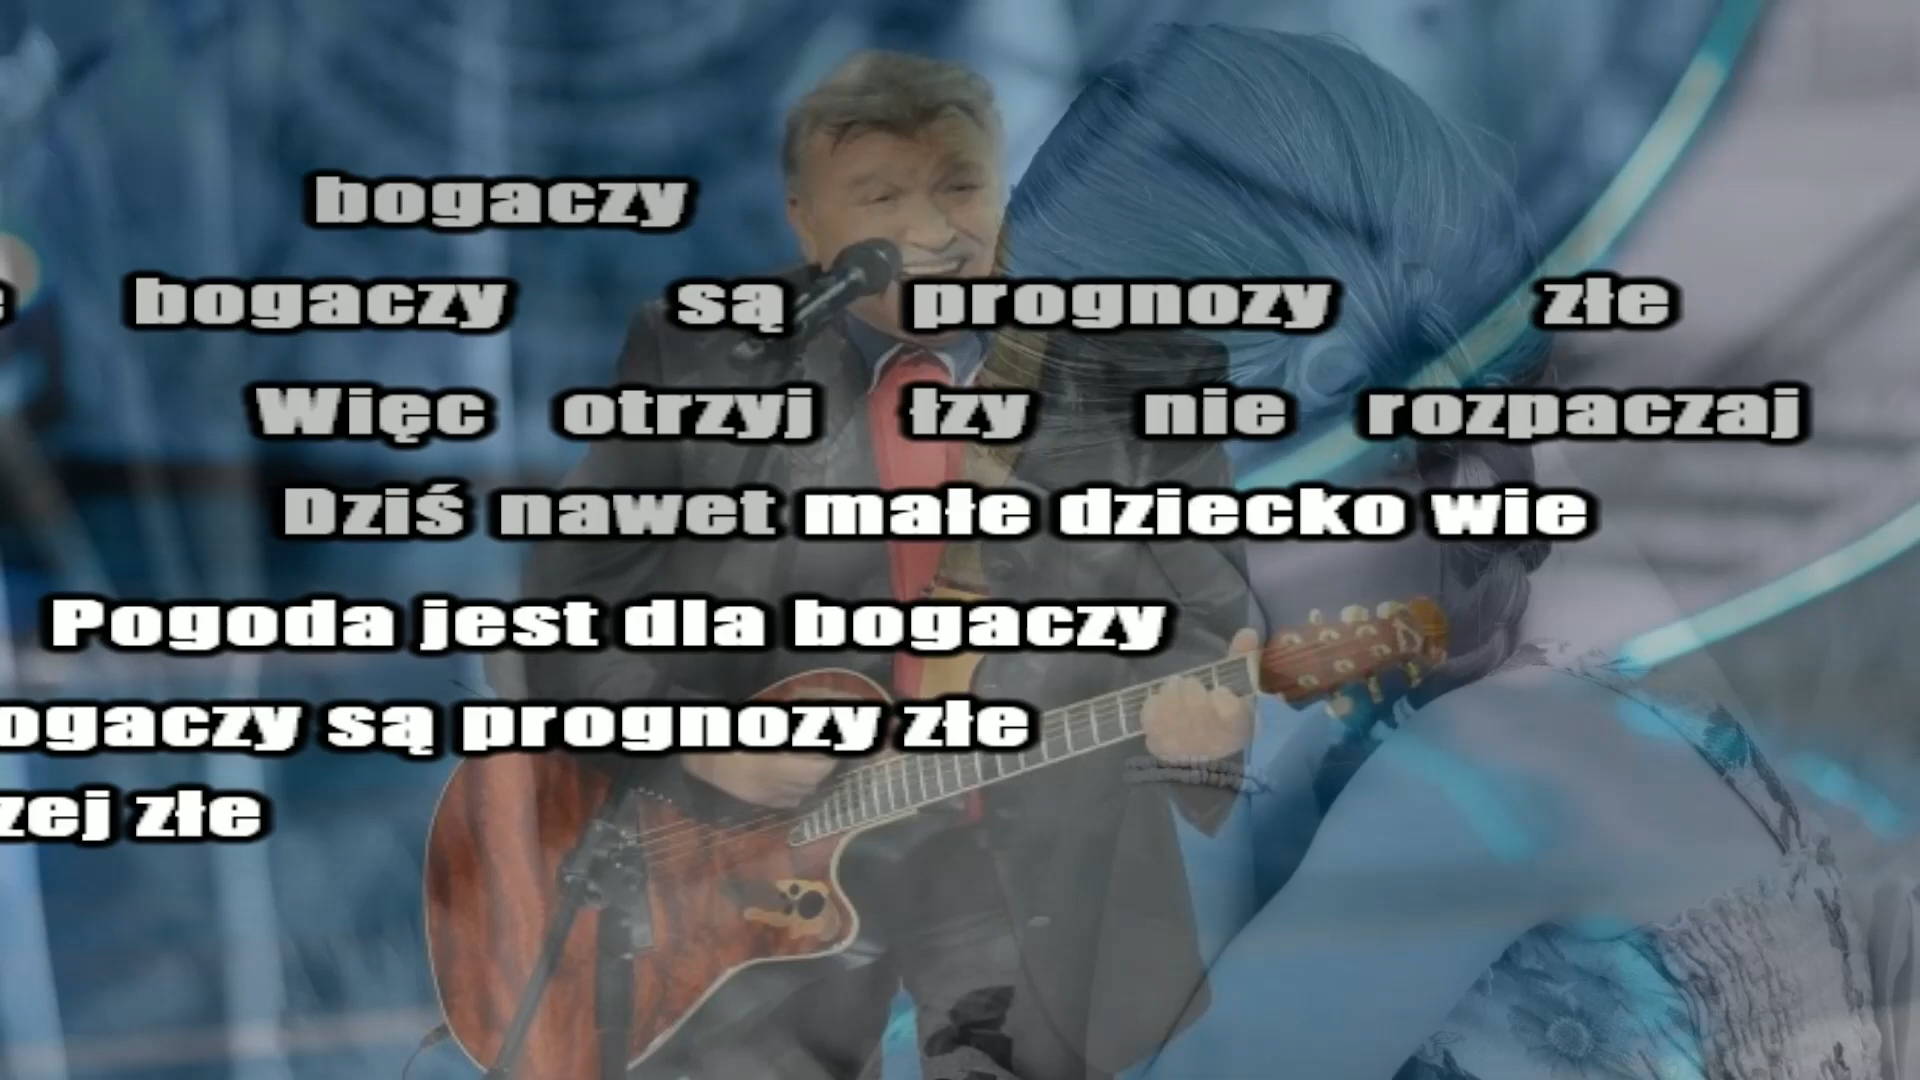 bogaczy
bogaczy są prognozy złe
Więc otrzyj łzy nie rozpaczaj
Dziś nawet małe dziecko wie
Pogoda jest dla bogaczy
ogaczy są prognozy złe
zej złe